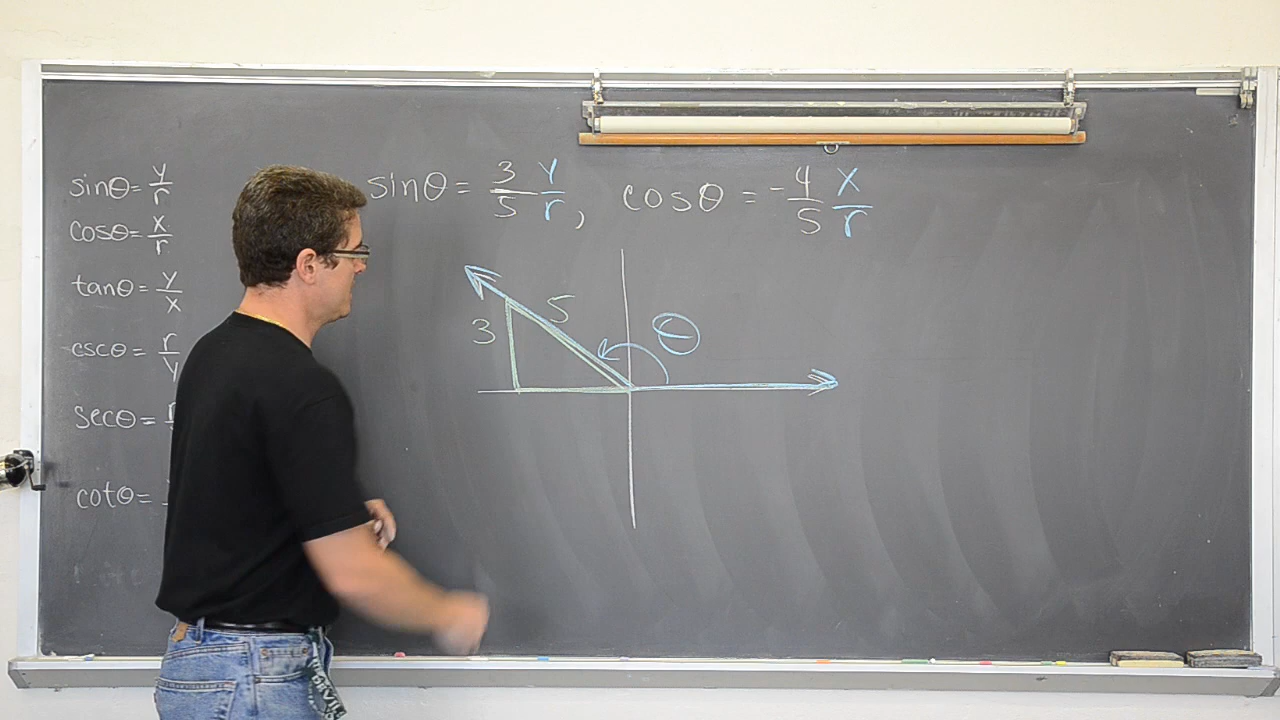 sinθ = y/r
cosθ = x/r
tanθ = y/x
cscθ = r/y
secθ =
cotθ =
sinθ = 3/5 y/r, cosθ = -4/5 x/r
5
3
θ